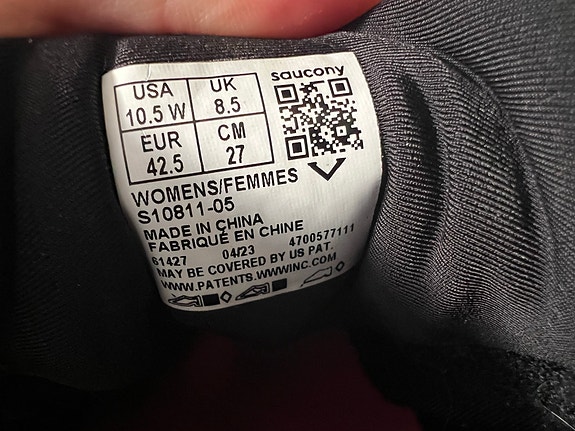 saucony
USA UK
10.5 W 8.5
EUR CM
42.5 27
WOMENS/FEMMES
S10811-05
MADE IN CHINA
FABRIQUÉ EN CHINE
61427 04/23 4700577111
MAY BE COVERED BY US PAT.
WWW.PATENTS.WWWINC.COM